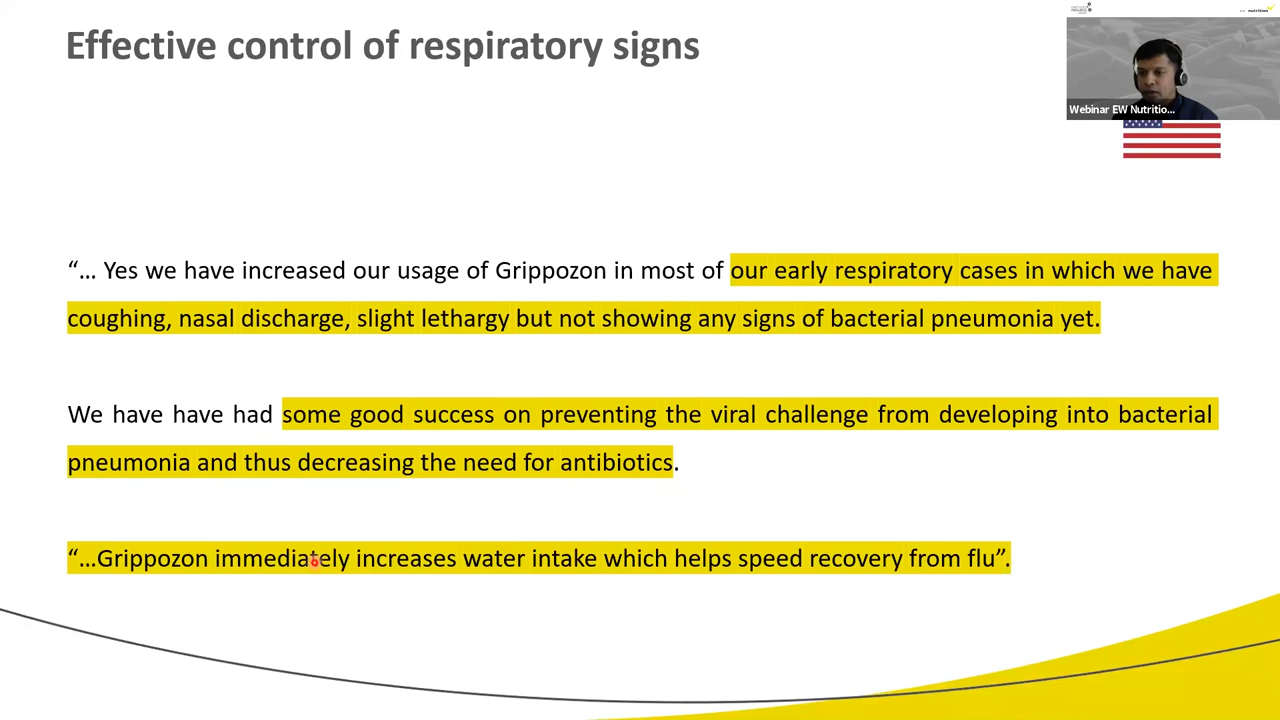 Effective control of respiratory signs
nutrition
Webinar EW Nutritio...
“... Yes we have increased our usage of Grippozon in most of our early respiratory cases in which we have
coughing, nasal discharge, slight lethargy but not showing any signs of bacterial pneumonia yet.
We have have had some good success on preventing the viral challenge from developing into bacterial
pneumonia and thus decreasing the need for antibiotics.
“...Grippozon immediately increases water intake which helps speed recovery from flu”.